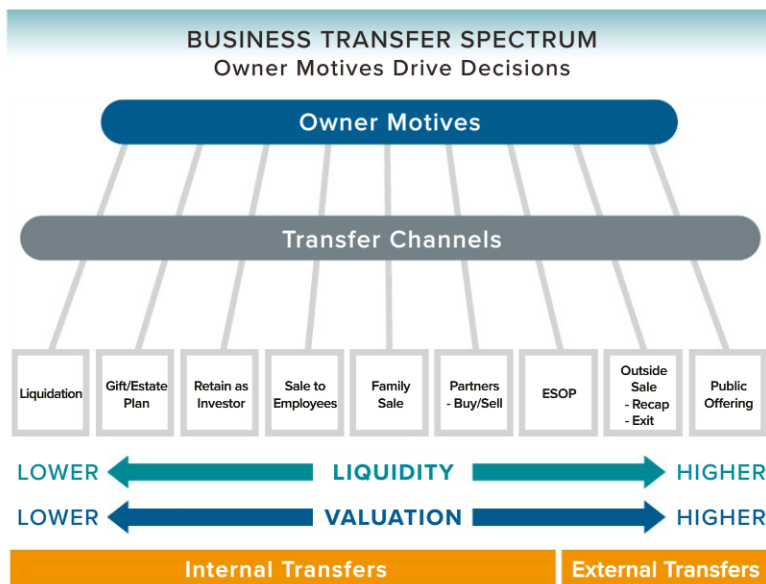 BUSINESS TRANSFER SPECTRUM
Owner Motives Drive Decisions
Owner Motives
Transfer Channels
Liquidation
Gift/Estate
Plan
Retain as
Investor
Sale to
Employees
Family
Sale
Partners
- Buy/Sell
ESOP
Outside
Sale
- Recap
- Exit
Public
Offering
LOWER LIQUIDITY HIGHER
LOWER VALUATION HIGHER
Internal Transfers External Transfers